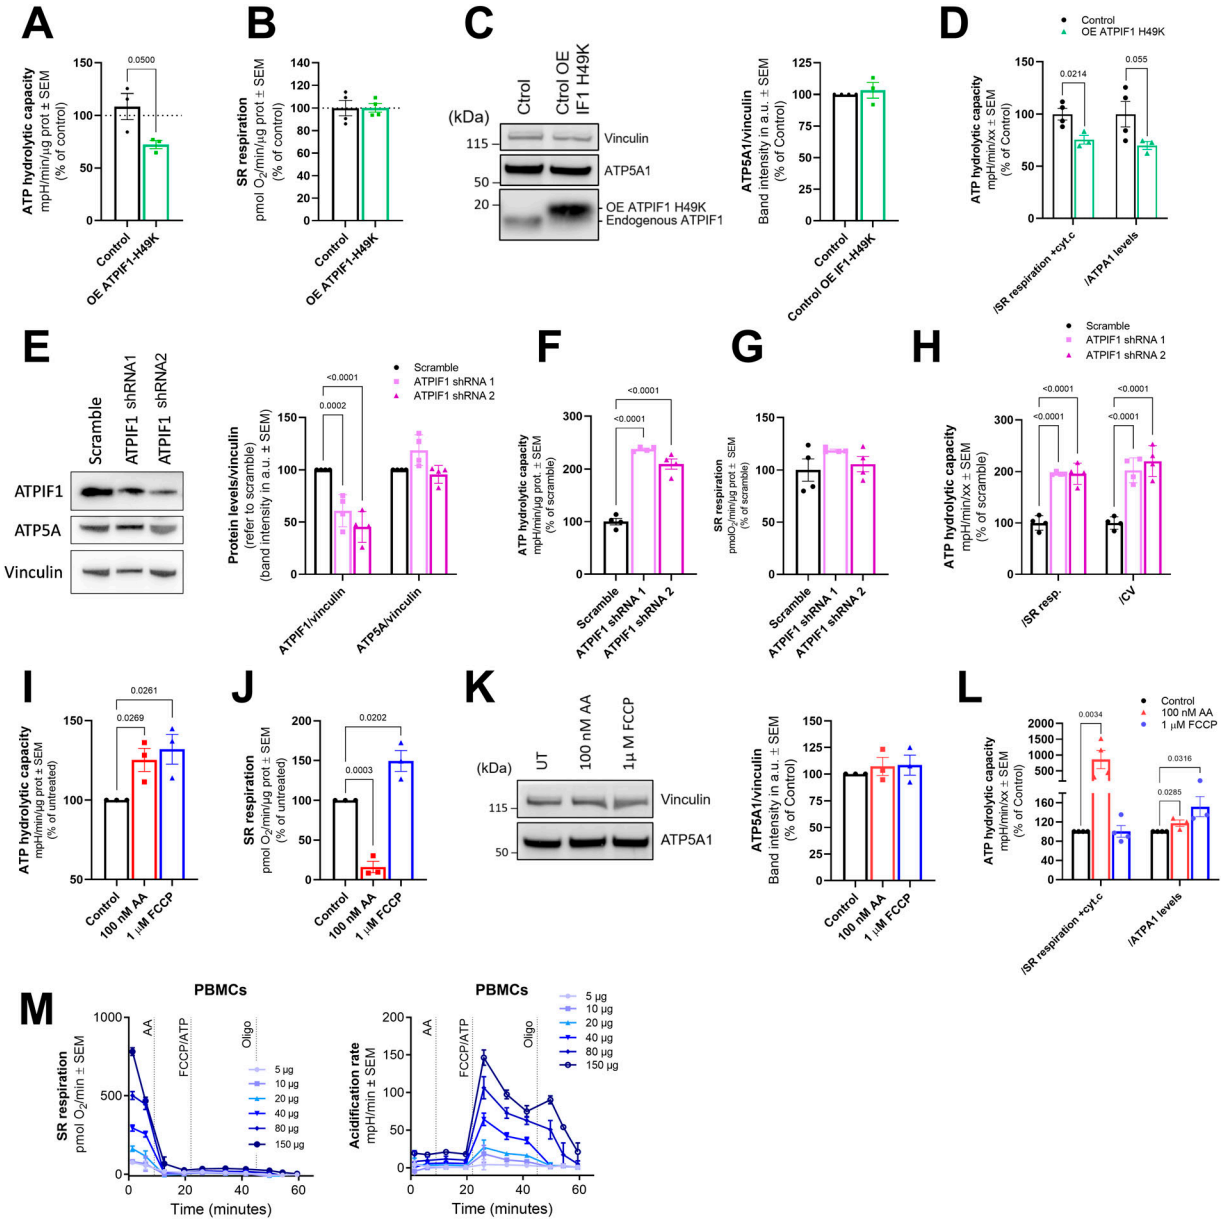 A
ATP hydrolytic capacity
mpH/min/µg prot ± SEM
(% of Control)
150
100
50
0
0.0500
Control
OE ATPIF1-H49K
B
SR respiration
pmol O2/min/µg prot ± SEM
(% of Control)
140
120
100
80
60
40
20
0
Control
OE ATPIF1-H49K
C
Ctrol
Ctrol OE
IF1 H49K
(kDa)
115
50
20
Vinculin
ATP5A1
OE ATPIF1 H49K
Endogenous ATPIF1
ATP5A1/vinculin
Band intensity in a.u. ± SEM
(% of Control)
125
100
75
50
25
0
Control
Control OE IF1-H49K
D
Control
OE ATPIF1 H49K
ATP hydrolytic capacity
mpH/min/xx ± SEM
(% of Control)
150
100
50
0
0.0214
0.055
/SR respiration +cyt.c
/ATPA1 levels
E
Scramble
ATPIF1 shRNA1
ATPIF1 shRNA2
ATPIF1
ATP5A
Vinculin
Scramble
ATPIF1 shRNA 1
ATPIF1 shRNA 2
Protein levels/vinculin
(refer to scramble)
(band intensity in a.u. ± SEM)
150
100
50
0
<0.0001
0.0002
ATPIF1/vinculin
ATP5A/vinculin
F
ATP hydrolytic capacity
mpH/min/µg prot. ± SEM
(% of scramble)
300
200
100
0
<0.0001
<0.0001
Scramble
ATPIF1 shRNA 1
ATPIF1 shRNA 2
G
SR respiration
pmolO2/min/µg prot ± SEM
(% of scramble)
150
100
50
0
Scramble
ATPIF1 shRNA 1
ATPIF1 shRNA 2
H
Scramble
ATPIF1 shRNA 1
ATPIF1 shRNA 2
ATP hydrolytic capacity
mpH/min/xx ± SEM
(% of scramble)
300
200
100
0
<0.0001
<0.0001
<0.0001
<0.0001
/SR resp.
/CV
I
ATP hydrolytic capacity
mpH/min/µg prot ± SEM
(% of untreated)
150
100
50
0.0261
0.0269
Control
100 nM AA
1 µM FCCP
J
SR respiration
pmol O2/min/µg prot ± SEM
(% of untreated)
200
150
100
50
0
0.0202
0.0003
Control
100 nM AA
1 µM FCCP
K
UT
100 nM AA
1µ M FCCP
(kDa)
115
50
Vinculin
ATP5A1
ATP5A1/vinculin
Band intensity in a.u. ± SEM
(% of Control)
150
125
100
75
50
25
0
Control
100 nM AA
1 µM FCCP
L
Control
100 nM AA
1 µM FCCP
ATP hydrolytic capacity
mpH/min/xx ± SEM
(% of Control)
2000
1500
1000
500
160
120
80
40
0
0.0034
0.0316
0.0285
/SR respiration +cyt.c
/ATPA1 levels
M
PBMCs
SR respiration
pmol O2/min ± SEM
1000
500
0
AA
FCCP/ATP
Oligo
5 µg
10 µg
20 µg
40 µg
80 µg
150 µg
0
20
40
60
Time (minutes)
PBMCs
Acidification rate
mpH/min ± SEM
200
150
100
50
0
AA
FCCP/ATP
Oligo
5 µg
10 µg
20 µg
40 µg
80 µg
150 µg
0
20
40
60
Time (minutes)